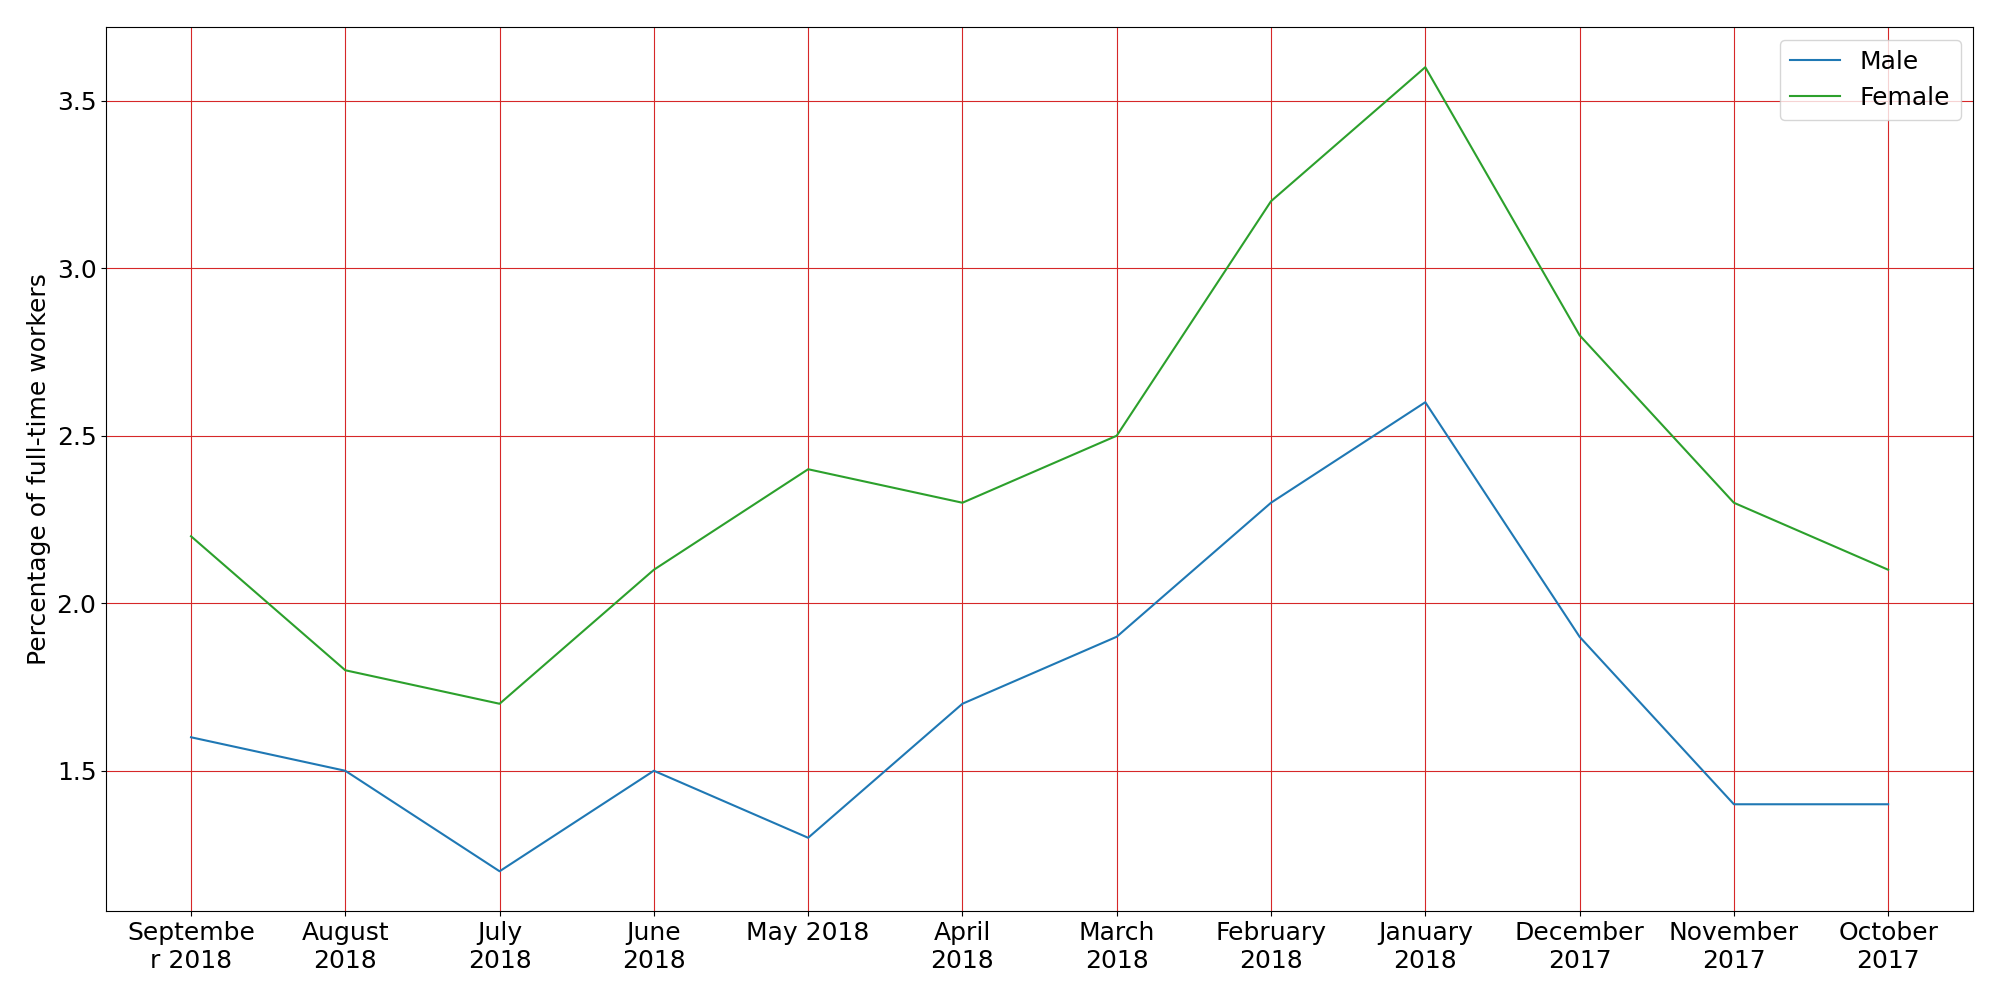 Male
Female
Percentage of full-time workers
3.5
3.0
2.5
2.0
1.5
Septembe
r 2018
August
2018
July
2018
June
2018
May 2018
April
2018
March
2018
February
2018
January
2018
December
2017
November
2017
October
2017